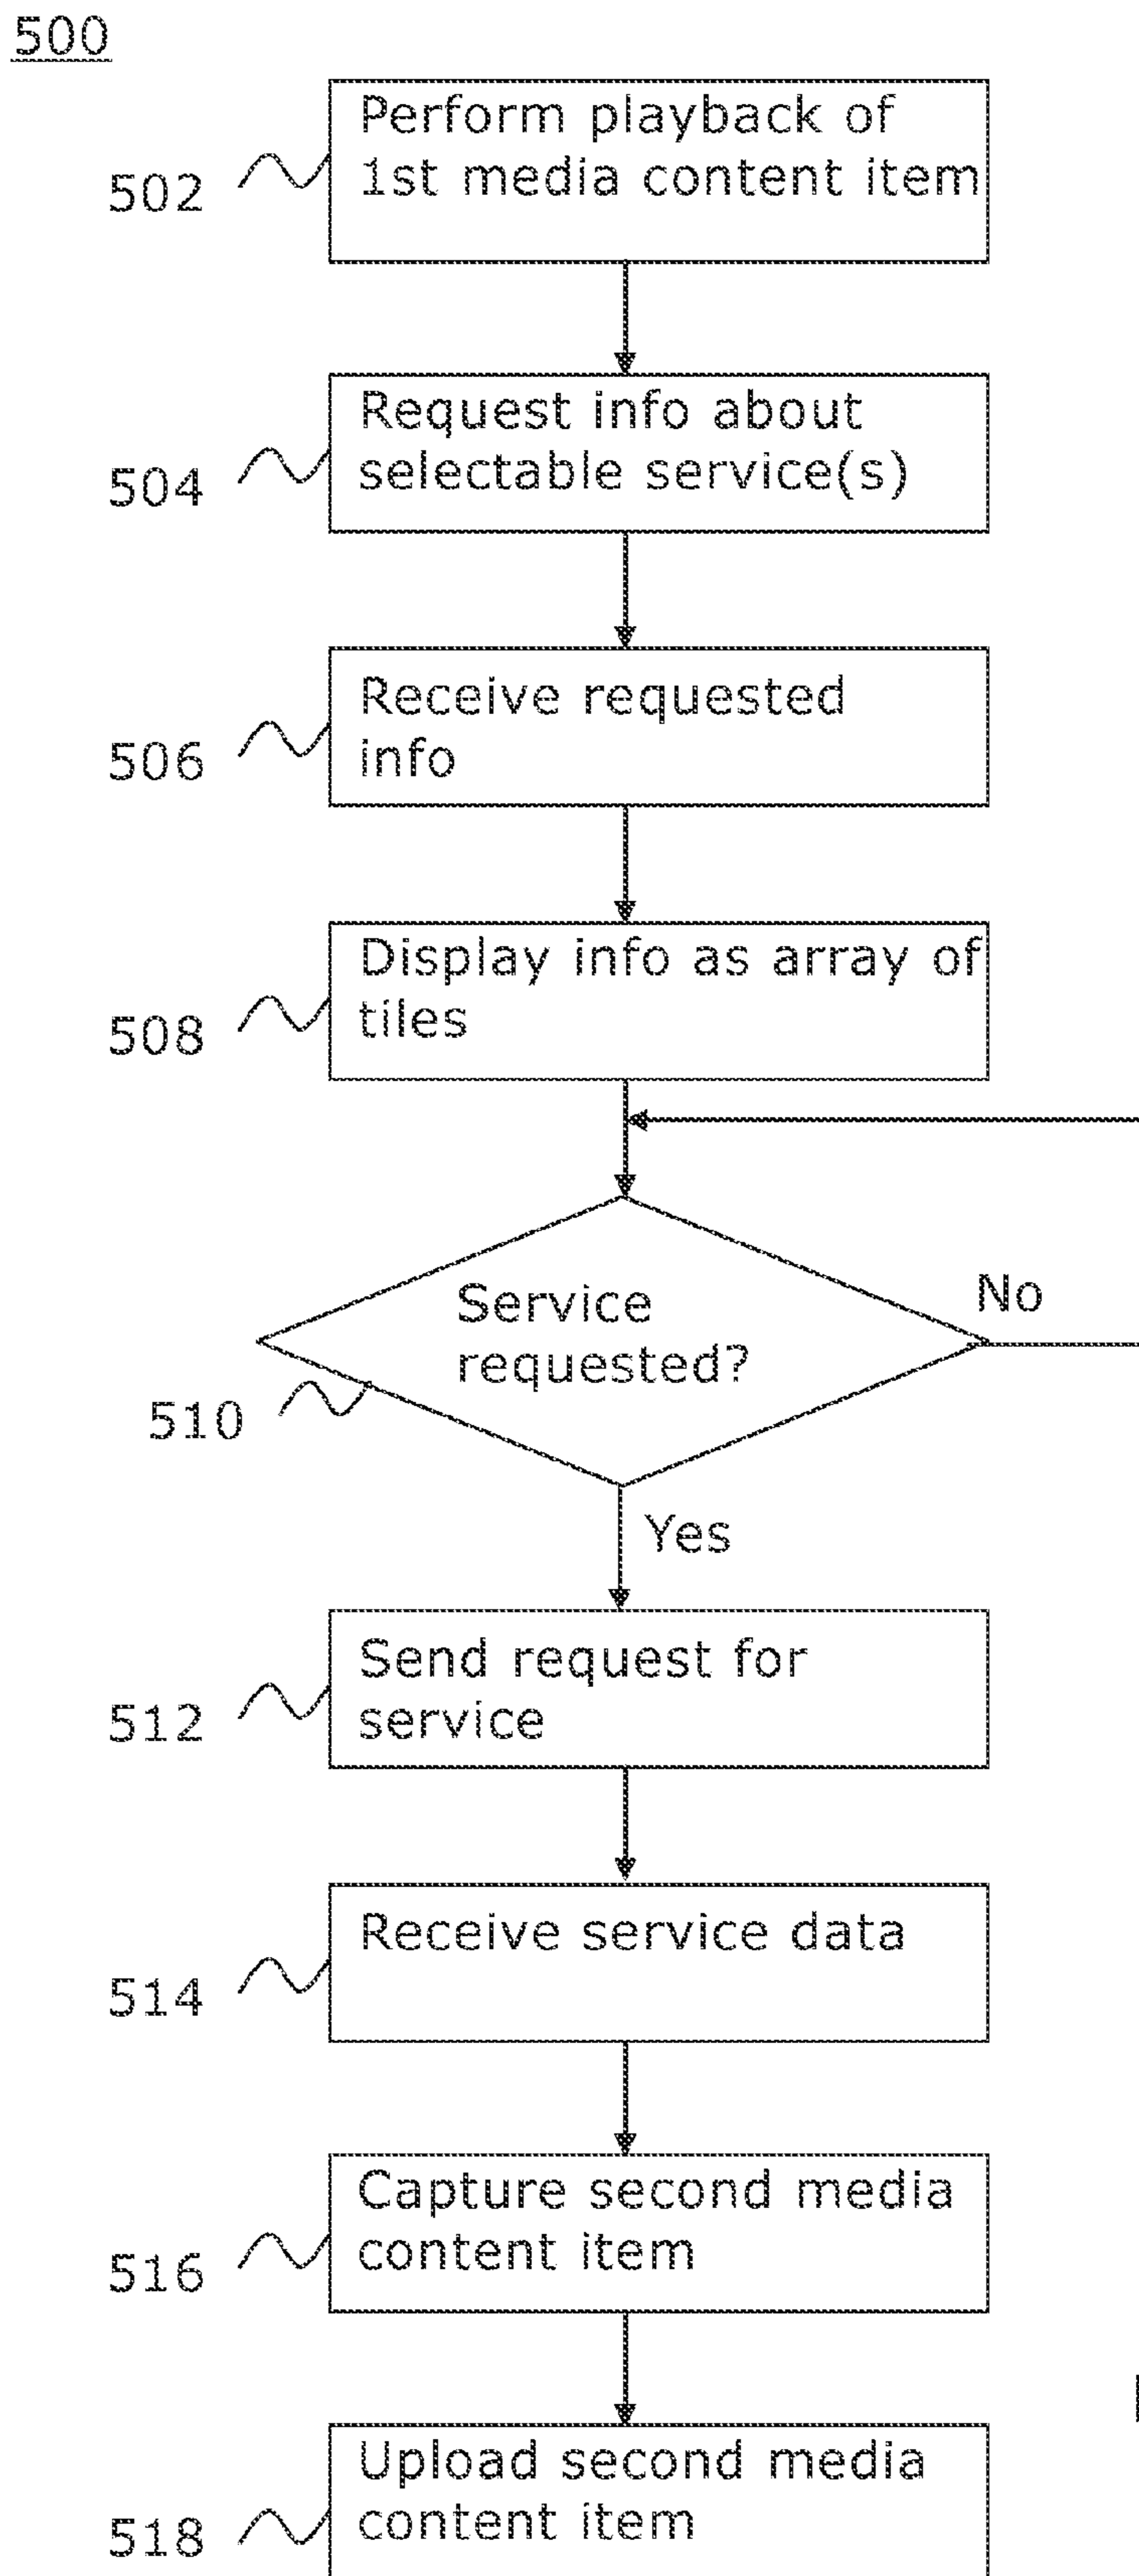 500
Perform playback of
1st media content item
502
Request info about
selectable service(s)
504
Receive requested
info
506
Display info as array of
tiles
508
Service
requested?
No
510
Yes
Send request for
service
512
Receive service data
514
Capture second media
content item
516
Upload second media
content item
518